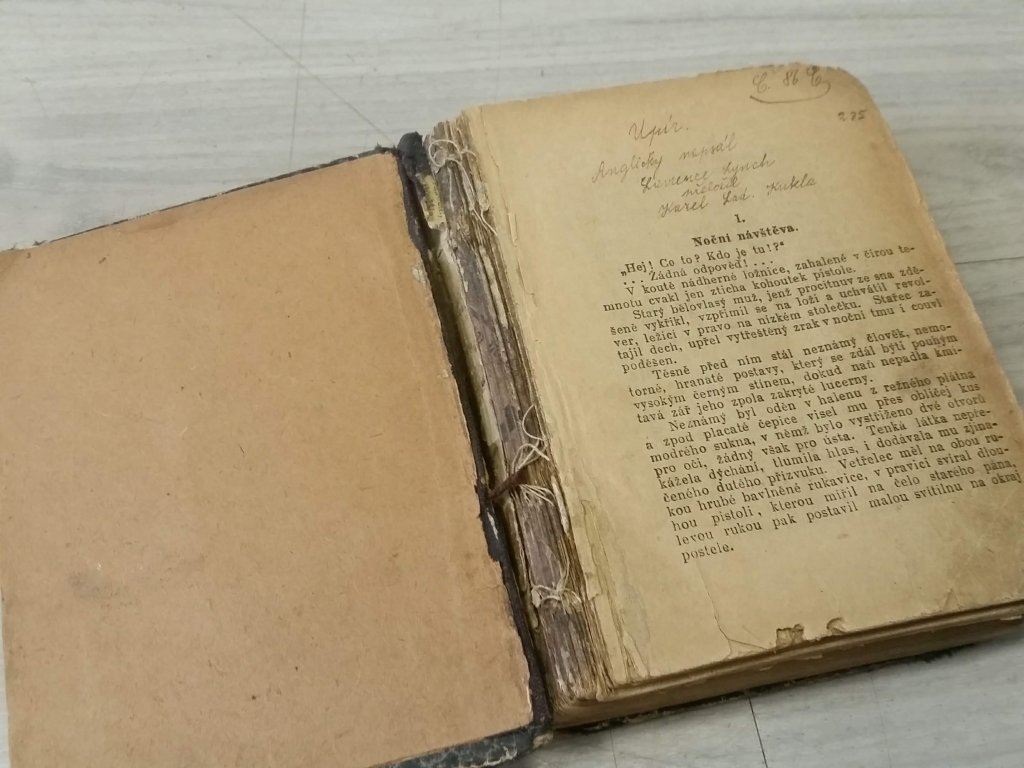 C. 86 C
235
Upír.
Anglicky napsal
Lawrence Lynch
přeložil
Karel Lad. Kukla
I.
Noční návštěva.
„Hej! Co to? Kdo je tu!?“
. . . Žádná odpověď! . . .
V koutě nádherné ložnice, zahalené v čirou te-
mnotu cvakl jen zticha kohoutek pistole.
Starý bělovlasý muž, jenž procitnuv ze sna zdě-
šeně vykřikl, vzpřímil se na loži a uchvátil revol-
ver, ležící v pravo na nízkém stolečku. Stařec za-
tajil dech, upřel vytřeštěný zrak v noční tmu i couvl
poděšen.
Těsně před ním stál neznámý člověk, nemo-
torné, hranaté postavy, který se zdál býti pouhým
vysokým černým stínem, dokud naň nepadla kmi-
tavá zář jeho zpola zakryté lucerny.
Neznámý byl oděn v halenu z režného plátna
a zpod placaté čepice visel mu přes obličej kus
modrého sukna, v němž bylo vystřiženo dvé otvorů
pro oči, žádný však pro ústa. Tenká látka nepře-
kážela dýchání, tlumila hlas, i dodávala mu zjina-
čeného dutého přízvuku. Vetřelec měl na obou ru-
kou hrubé bavlněné rukavice, v pravici svíral dlou-
hou pistoli, kterou mířil na čelo starého pána,
levou rukou pak postavil malou svítilnu na okraj
postele.